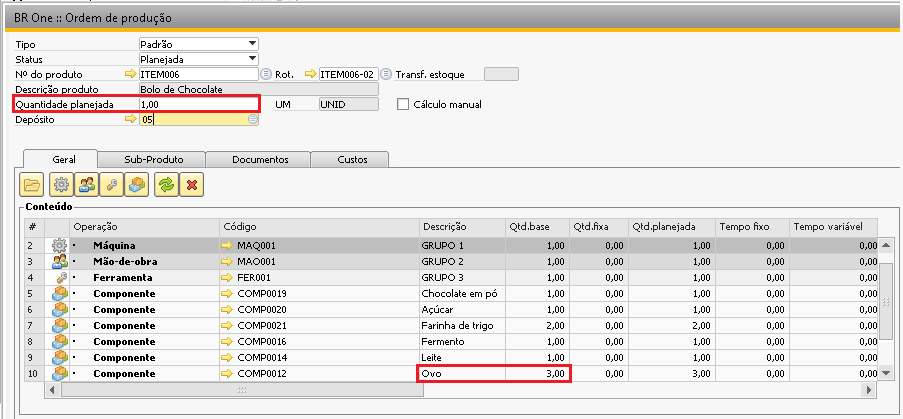 BR One :: Ordem de produção
Tipo Padrão
Status Planejada
Nº do produto ITEM006 Rot. ITEM006-02 Transf. estoque
Descrição produto Bolo de Chocolate
Quantidade planejada 1,00 UM UNID Cálculo manual
Depósito 05
Geral Sub-Produto Documentos Custos
Conteúdo
# Operação Código Descrição Qtd.base Qtd.fixa Qtd.planejada Tempo fixo Tempo variável
2 Máquina MAQ001 GRUPO 1 1,00 0,00 1,00 0,00 0,00
3 Mão-de-obra MAO001 GRUPO 2 1,00 0,00 1,00 0,00 0,00
4 Ferramenta FER001 GRUPO 3 1,00 0,00 1,00 0,00 0,00
5 Componente COMP0019 Chocolate em pó 1,00 0,00 1,00 0,00 0,00
6 Componente COMP0020 Açúcar 1,00 0,00 1,00 0,00 0,00
7 Componente COMP0021 Farinha de trigo 2,00 0,00 2,00 0,00 0,00
8 Componente COMP0016 Fermento 1,00 0,00 1,00 0,00 0,00
9 Componente COMP0014 Leite 1,00 0,00 1,00 0,00 0,00
10 Componente COMP0012 Ovo 3,00 0,00 3,00 0,00 0,00